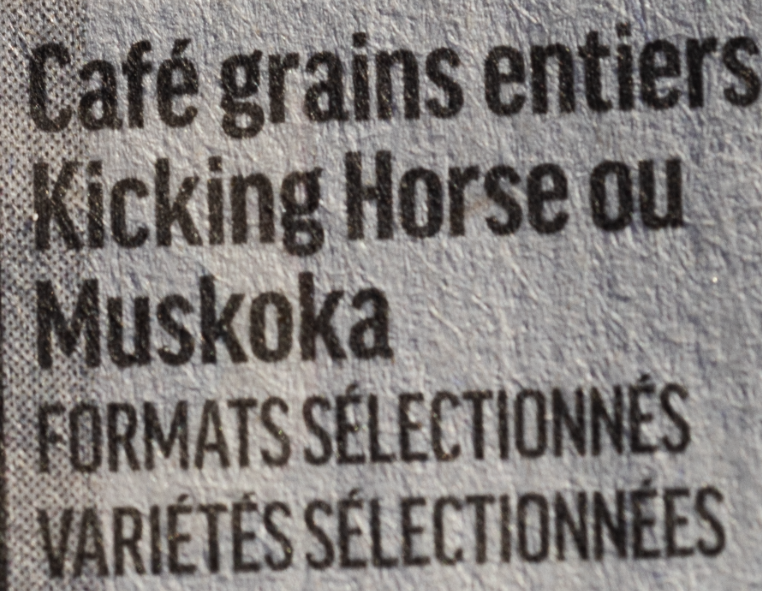 Café grains entiers
Kicking Horse ou
Muskoka
FORMATS SÉLECTIONNÉS
VARIÉTÉS SÉLECTIONNÉES